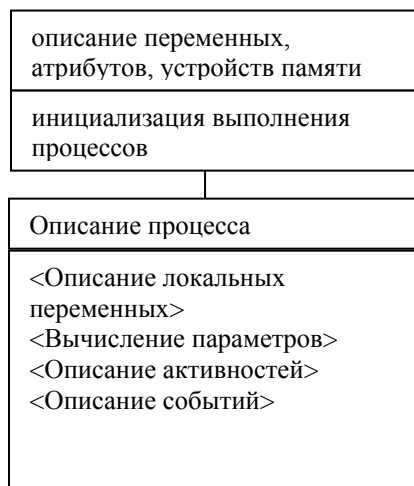 описание переменных,
атрибутов, устройств памяти
инициализация выполнения
процессов
Описание процесса
<Описание локальных
переменных>
<Вычисление параметров>
<Описание активностей>
<Описание событий>